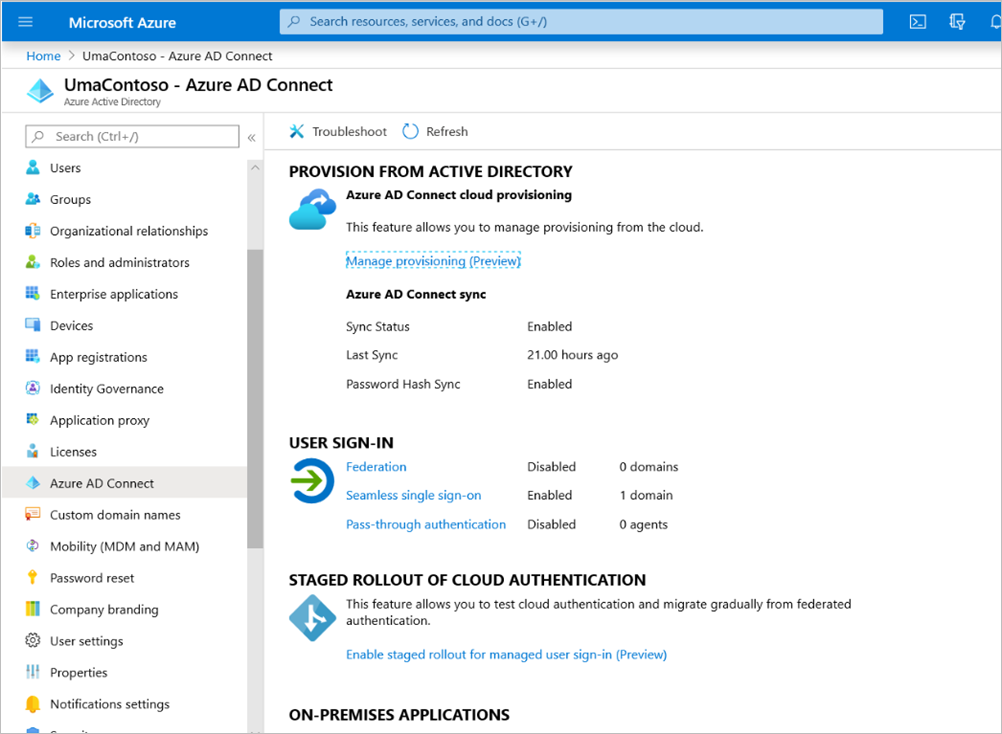 Microsoft Azure
Search resources, services, and docs (G+/)
Home > UmaContoso - Azure AD Connect
UmaContoso - Azure AD Connect
Azure Active Directory
Search (Ctrl+/)
«
Users
Groups
Organizational relationships
Roles and administrators
Enterprise applications
Devices
App registrations
Identity Governance
Application proxy
Licenses
Azure AD Connect
Custom domain names
Mobility (MDM and MAM)
Password reset
Company branding
User settings
Properties
Notifications settings
Troubleshoot Refresh
PROVISION FROM ACTIVE DIRECTORY
Azure AD Connect cloud provisioning
This feature allows you to manage provisioning from the cloud.
Manage provisioning (Preview)
Azure AD Connect sync
Sync Status Enabled
Last Sync 21.00 hours ago
Password Hash Sync Enabled
USER SIGN-IN
Federation Disabled 0 domains
Seamless single sign-on Enabled 1 domain
Pass-through authentication Disabled 0 agents
STAGED ROLLOUT OF CLOUD AUTHENTICATION
This feature allows you to test cloud authentication and migrate gradually from federated
authentication.
Enable staged rollout for managed user sign-in (Preview)
ON-PREMISES APPLICATIONS